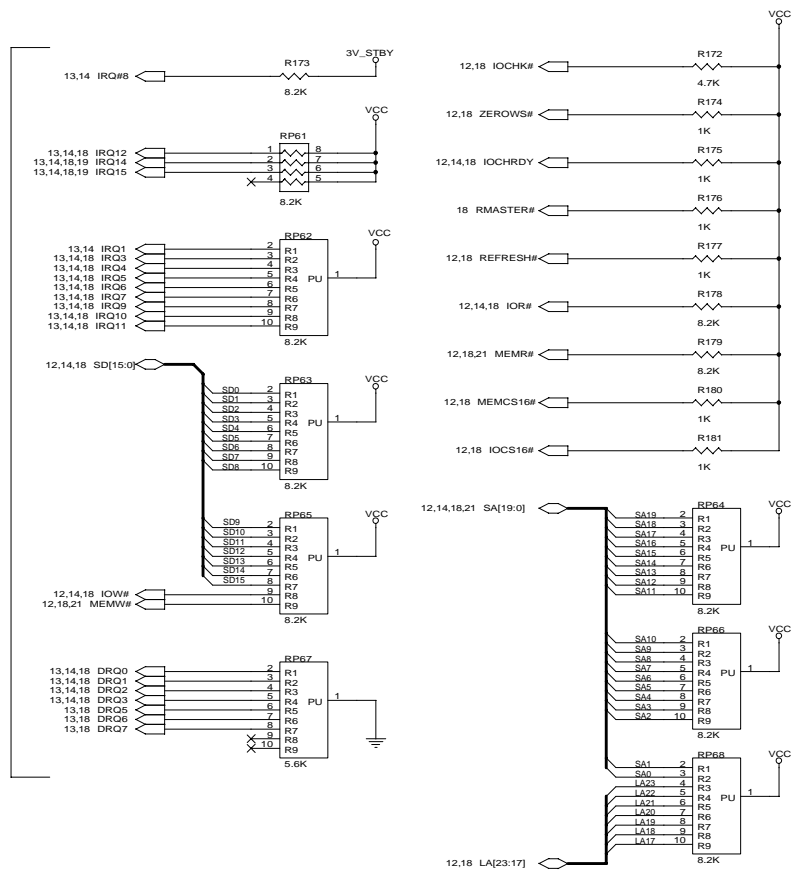 VCC
3V_STBY
13,14 IRQ#8
R173
8.2K
VCC
RP61
13,14,18 IRQ12
1
8
13,14,18,19 IRQ14
2
7
13,14,18,19 IRQ15
3
6
4
5
8.2K
VCC
RP62
13,14 IRQ1
2
R1
13,14,18 IRQ3
3
R2
13,14,18 IRQ4
4
R3
13,14,18 IRQ5
5
R4
PU
1
13,14,18 IRQ6
6
R5
13,14,18 IRQ7
7
R6
13,14,18 IRQ9
8
R7
13,14,18 IRQ10
9
R8
13,14,18 IRQ11
10
R9
8.2K
12,14,18 SD[15:0]
VCC
RP63
SD0
2
R1
SD1
3
R2
SD2
4
R3
SD3
5
R4
PU
1
SD4
6
R5
SD5
7
R6
SD6
8
R7
SD7
9
R8
SD8
10
R9
8.2K
VCC
RP65
SD9
2
R1
SD10
3
R2
SD11
4
R3
SD12
5
R4
PU
1
SD13
6
R5
SD14
7
R6
SD15
8
R7
12,14,18 IOW#
9
R8
12,18,21 MEMW#
10
R9
8.2K
RP67
13,14,18 DRQ0
2
R1
13,14,18 DRQ1
3
R2
13,14,18 DRQ2
4
R3
13,14,18 DRQ3
5
R4
PU
1
13,18 DRQ5
6
R5
13,18 DRQ6
7
R6
13,18 DRQ7
8
R7
9
R8
10
R9
5.6K
12,18 IOCHK#
R172
4.7K
12,18 ZEROWS#
R174
1K
12,14,18 IOCHRDY
R175
1K
18 RMASTER#
R176
1K
12,18 REFRESH#
R177
1K
12,14,18 IOR#
R178
8.2K
12,18,21 MEMR#
R179
8.2K
12,18 MEMCS16#
R180
1K
12,18 IOCS16#
R181
1K
12,14,18,21 SA[19:0]
VCC
RP64
SA19
2
R1
SA18
3
R2
SA17
4
R3
SA16
5
R4
PU
1
SA15
6
R5
SA14
7
R6
SA13
8
R7
SA12
9
R8
SA11
10
R9
8.2K
VCC
RP66
SA10
2
R1
SA9
3
R2
SA8
4
R3
SA7
5
R4
PU
1
SA6
6
R5
SA5
7
R6
SA4
8
R7
SA3
9
R8
SA2
10
R9
8.2K
VCC
RP68
SA1
2
R1
SA0
3
R2
LA23
4
R3
LA22
5
R4
PU
1
LA21
6
R5
LA20
7
R6
LA19
8
R7
LA18
9
R8
LA17
10
R9
8.2K
12,18 LA[23:17]